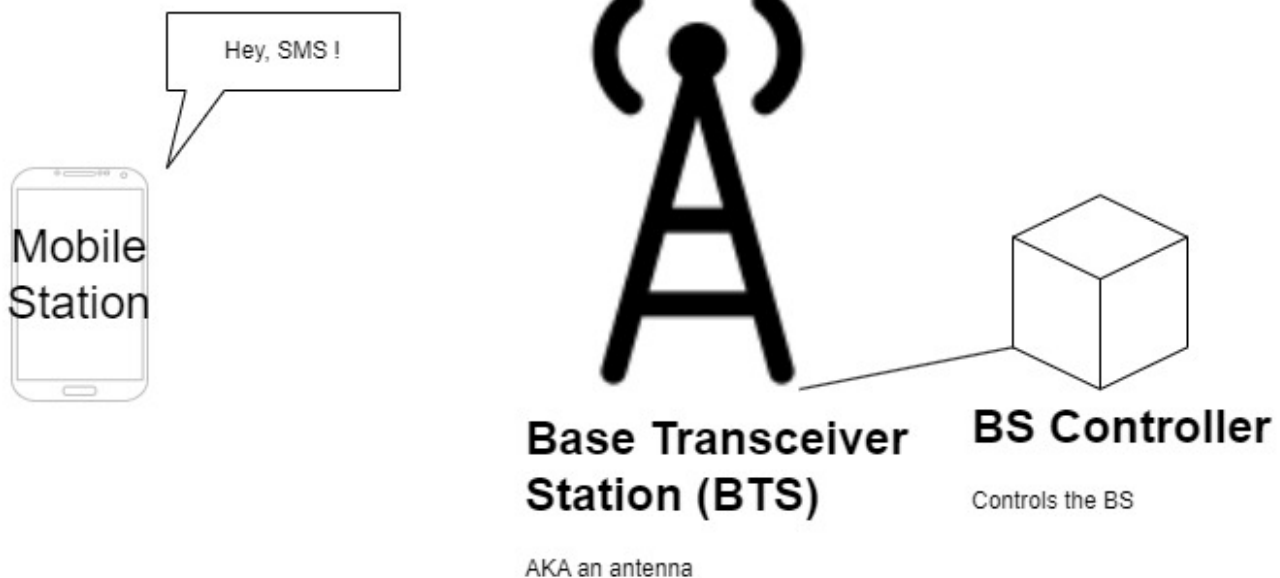 Hey, SMS !
Mobile
Station
Base Transceiver
Station (BTS)
AKA an antenna
BS Controller
Controls the BS